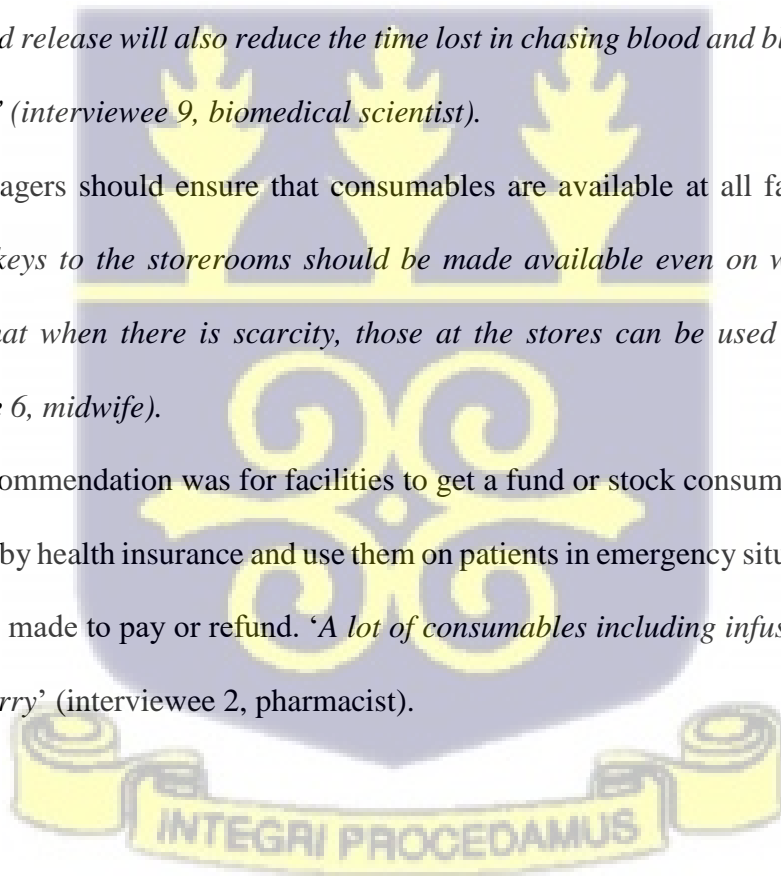 d release will also reduce the time lost in chasing blood and bl
’ (interviewee 9, biomedical scientist).
agers should ensure that consumables are available at all fa
keys to the storerooms should be made available even on w
at when there is scarcity, those at the stores can be used
e 6, midwife).
commendation was for facilities to get a fund or stock consum
by health insurance and use them on patients in emergency situ
made to pay or refund. ‘A lot of consumables including infus
rry’ (interviewee 2, pharmacist).
INTEGRI PROCEDAMUS